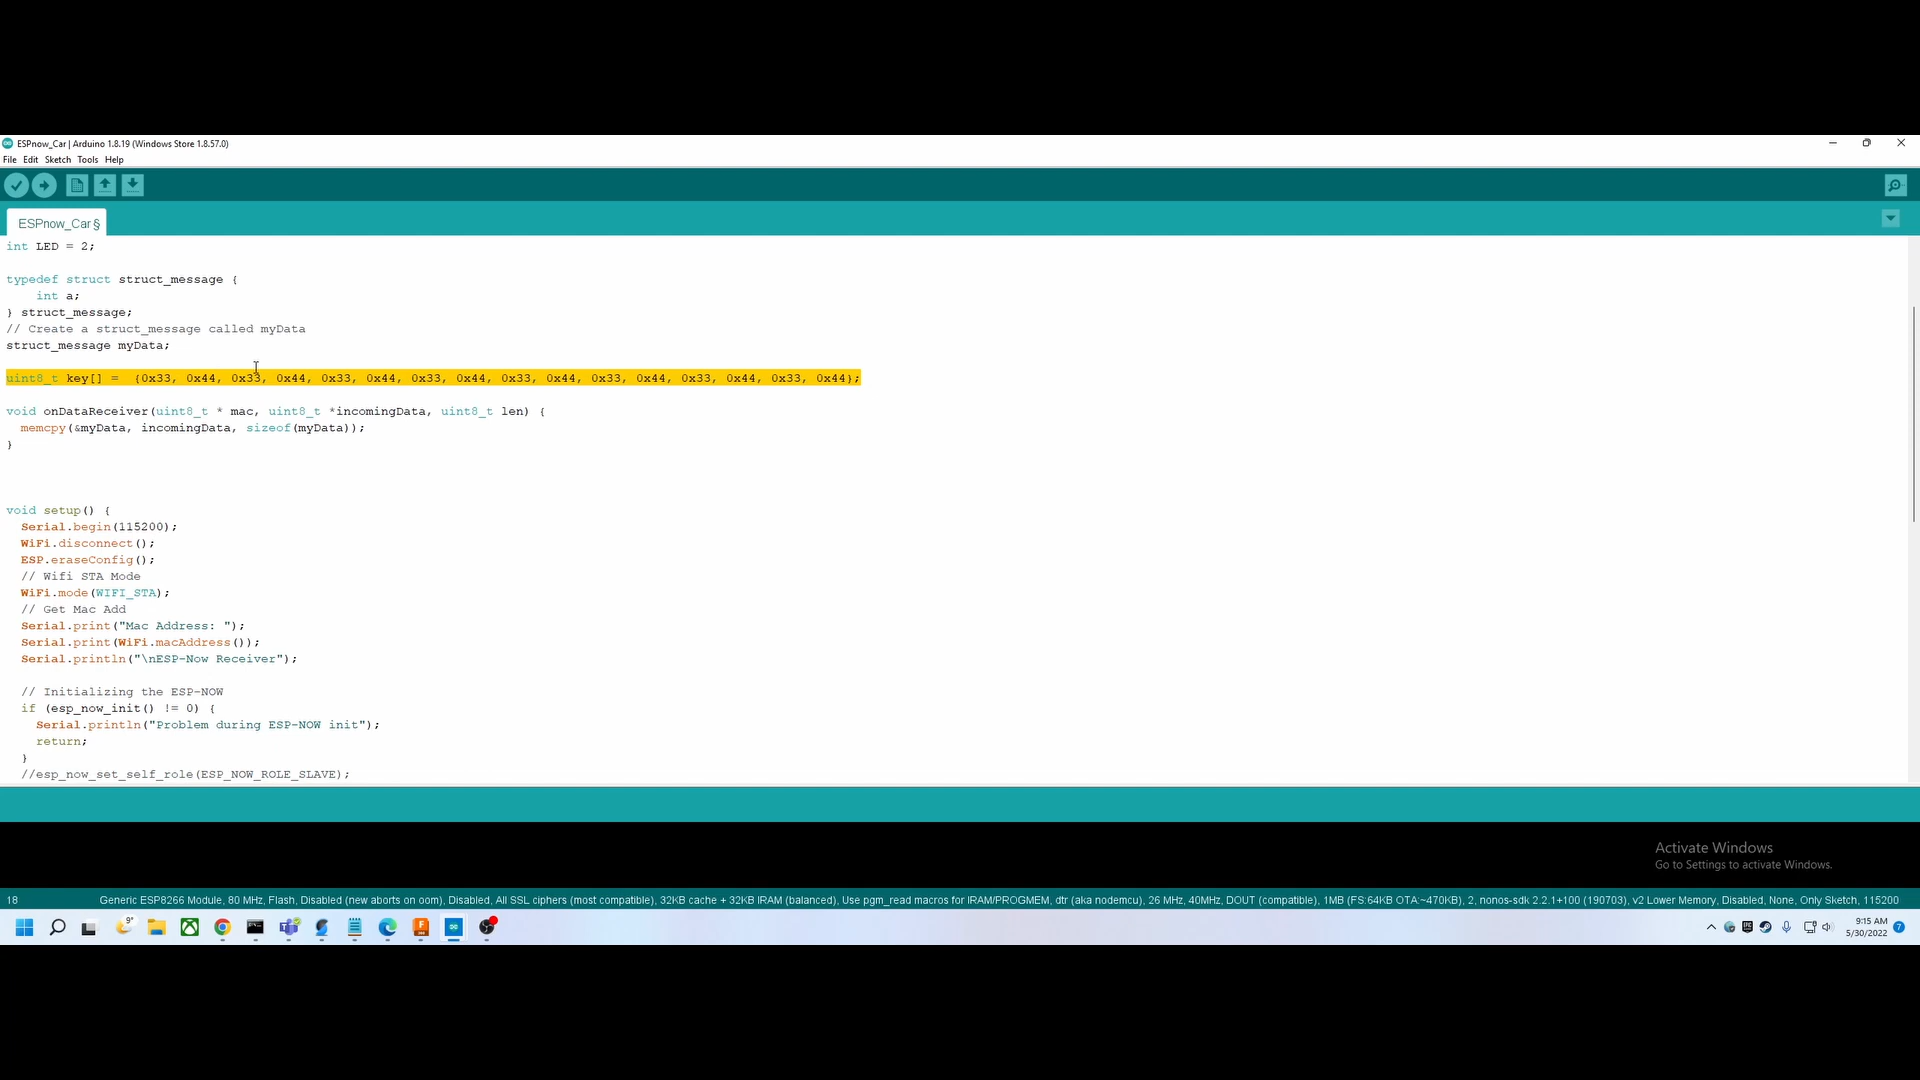 ESPnow_Car | Arduino 1.8.19 (Windows Store 1.8.57.0)
File Edit Sketch Tools Help
ESPnow_Car §
int LED = 2;
typedef struct struct_message {
int a;
} struct_message;
// Create a struct_message called myData
struct_message myData;
uint8_t key[] = {0x33, 0x44, 0x33, 0x44, 0x33, 0x44, 0x33, 0x44, 0x33, 0x44, 0x33, 0x44, 0x33, 0x44, 0x33, 0x44};
void onDataReceiver(uint8_t * mac, uint8_t *incomingData, uint8_t len) {
memcpy(&myData, incomingData, sizeof(myData));
}
void setup() {
Serial.begin(115200);
WiFi.disconnect();
ESP.eraseConfig();
// Wifi STA Mode
WiFi.mode(WIFI_STA);
// Get Mac Add
Serial.print("Mac Address: ");
Serial.print(WiFi.macAddress());
Serial.println("\nESP-Now Receiver");
// Initializing the ESP-NOW
if (esp_now_init() != 0) {
Serial.println("Problem during ESP-NOW init");
return;
}
//esp_now_set_self_role(ESP_NOW_ROLE_SLAVE);
Activate Windows
Go to Settings to activate Windows.
18 Generic ESP8266 Module, 80 MHz, Flash, Disabled (new aborts on oom), Disabled, All SSL ciphers (most compatible), 32KB cache + 32KB IRAM (balanced), Use pgm_read macros for IRAM/PROGMEM, dtr (aka nodemcu), 26 MHz, 40MHz, DOUT (compatible), 1MB (FS:64KB OTA:~470KB), 2, nonos-sdk 2.2.1+100 (190703), v2 Lower Memory, Disabled, None, Only Sketch, 115200
9°
9:15 AM
5/30/2022
7